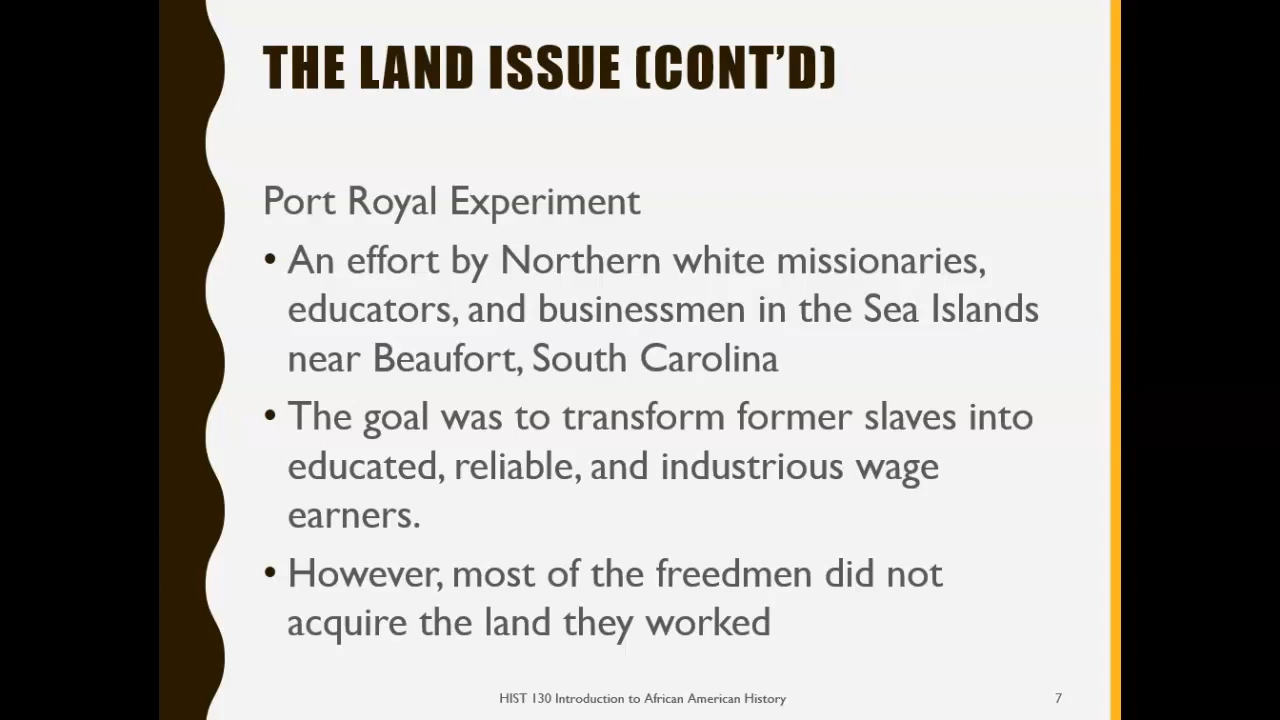 THE LAND ISSUE (CONT'D)
Port Royal Experiment
• An effort by Northern white missionaries,
educators, and businessmen in the Sea Islands
near Beaufort, South Carolina
• The goal was to transform former slaves into
educated, reliable, and industrious wage
earners.
• However, most of the freedmen did not
acquire the land they worked
HIST 130 Introduction to African American History
7